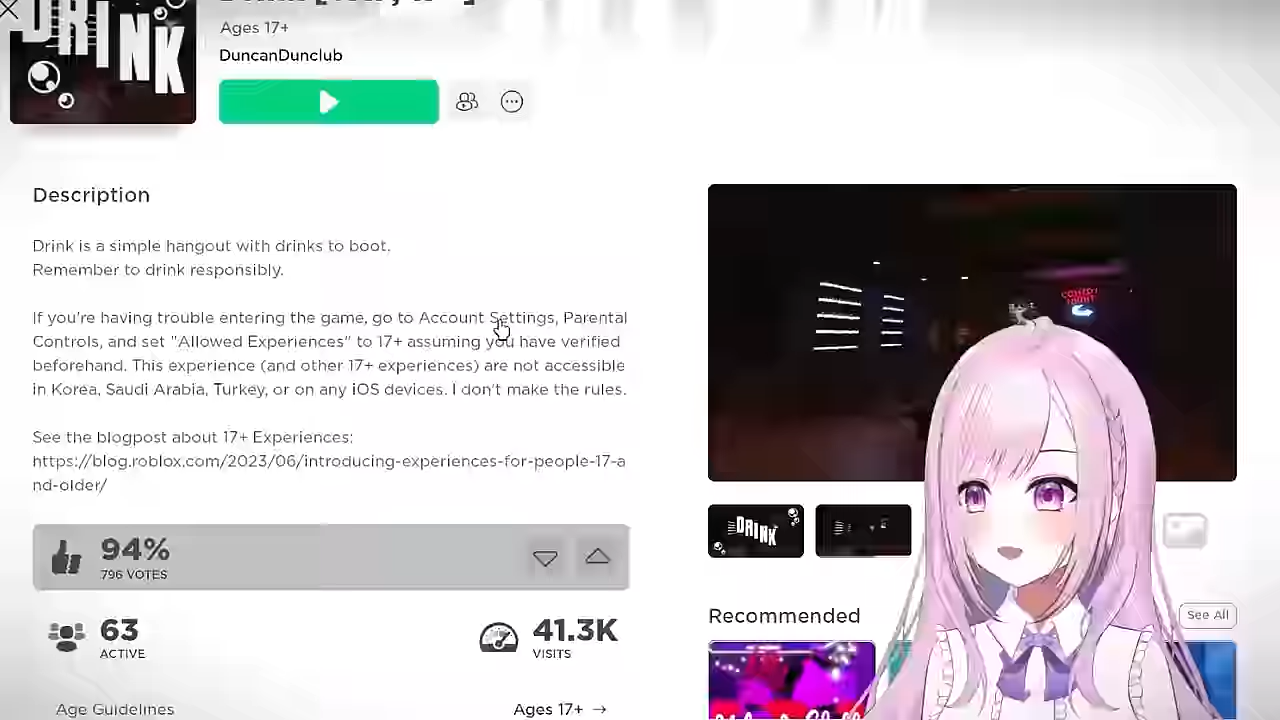 DRINK
Ages 17+
DuncanDunclub
Description
Drink is a simple hangout with drinks to boot.
Remember to drink responsibly.
If you're having trouble entering the game, go to Account Settings, Parental
Controls, and set "Allowed Experiences" to 17+ assuming you have verified
beforehand. This experience (and other 17+ experiences) are not accessible
in Korea, Saudi Arabia, Turkey, or on any iOS devices. I don't make the rules.
See the blogpost about 17+ Experiences:
https://blog.roblox.com/2023/06/introducing-experiences-for-people-17-a
nd-older/
94%
796 VOTES
63
ACTIVE
41.3K
VISITS
Age Guidelines
Ages 17+ →
DRINK
Recommended
See All